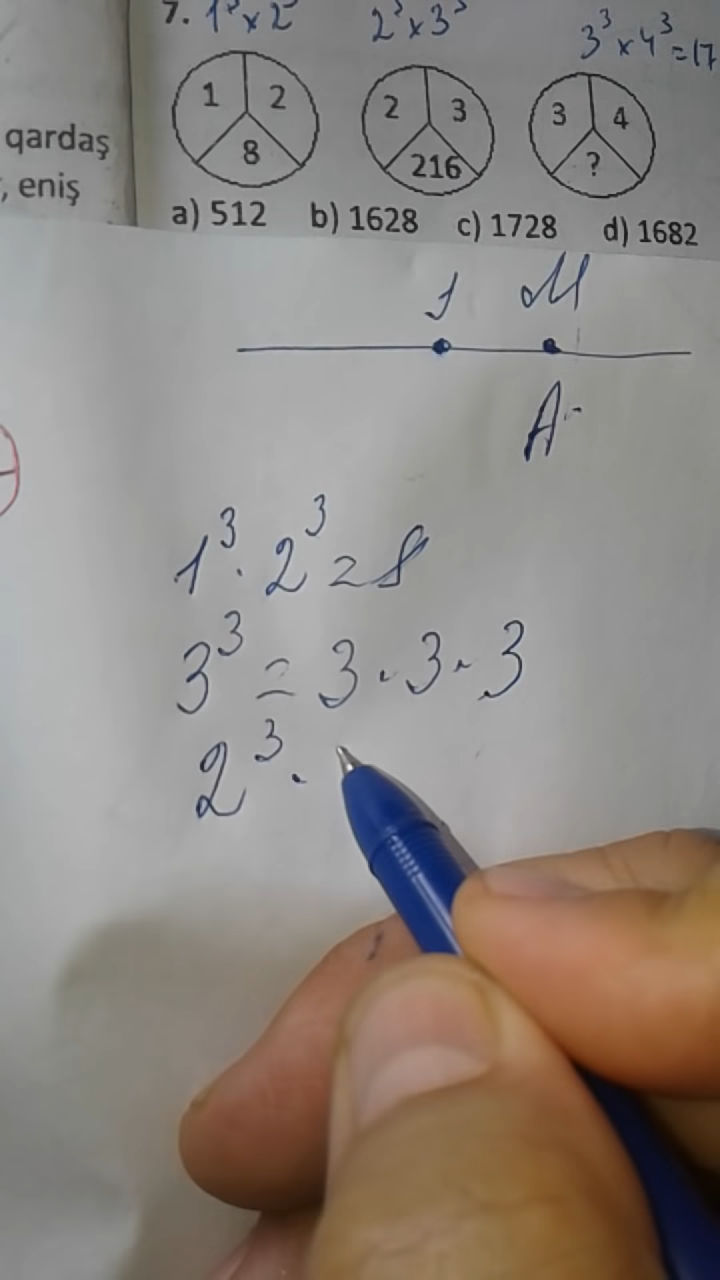 qardaş
, eniş
7. 1³ x 2³ 2³ x 3³ 3³ x 4³ = 17
1 2 8
2 3 216
3 4 ?
a) 512 b) 1628 c) 1728 d) 1682
M
A
1³ · 2³ = 8
3³ = 3 · 3 · 3
2³ ·